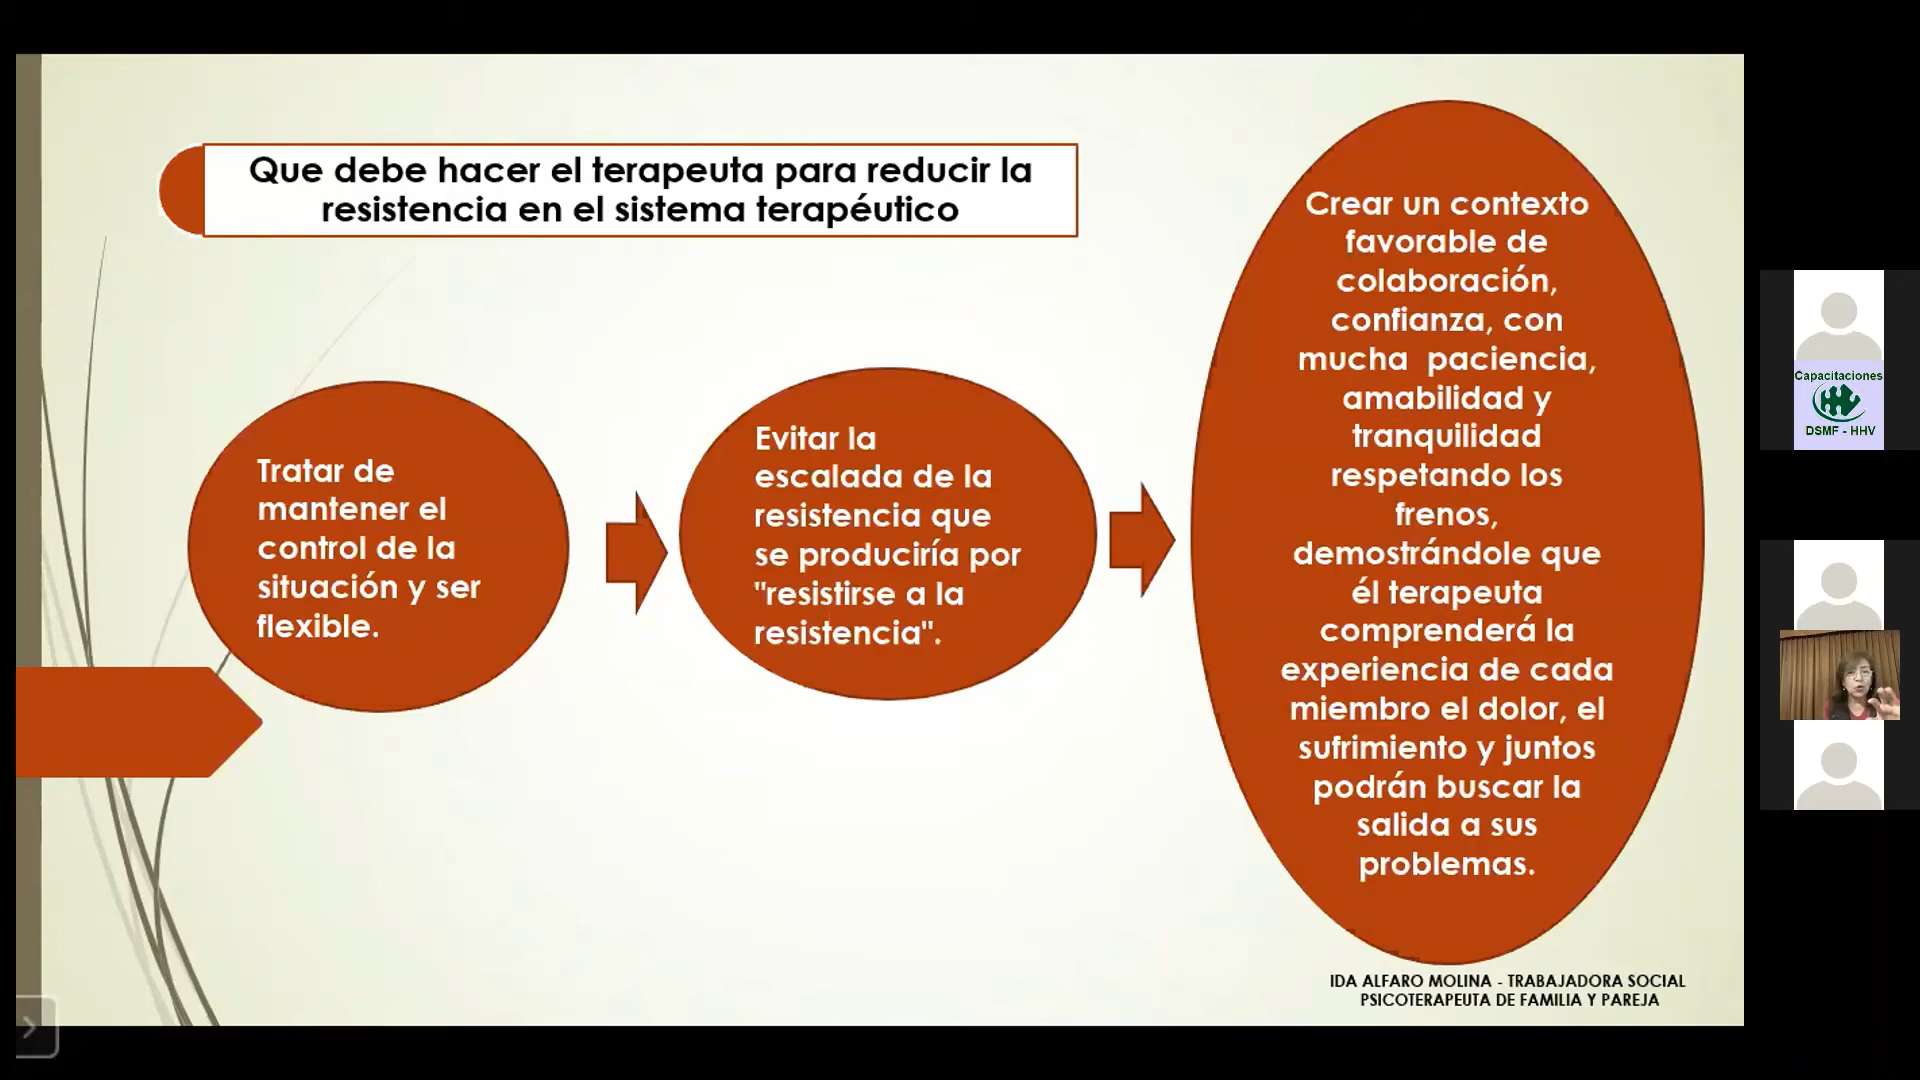 Que debe hacer el terapeuta para reducir la
resistencia en el sistema terapéutico
Tratar de
mantener el
control de la
situación y ser
flexible.
Evitar la
escalada de la
resistencia que
se produciría por
"resistirse a la
resistencia".
Crear un contexto
favorable de
colaboración,
confianza, con
mucha  paciencia,
amabilidad y
tranquilidad
respetando los
frenos,
demostrándole que
él terapeuta
comprenderá la
experiencia de cada
miembro el dolor, el
sufrimiento y juntos
podrán buscar la
salida a sus
problemas.
IDA ALFARO MOLINA - TRABAJADORA SOCIAL
PSICOTERAPEUTA DE FAMILIA Y PAREJA
Capacitaciones
DSMF - HHV